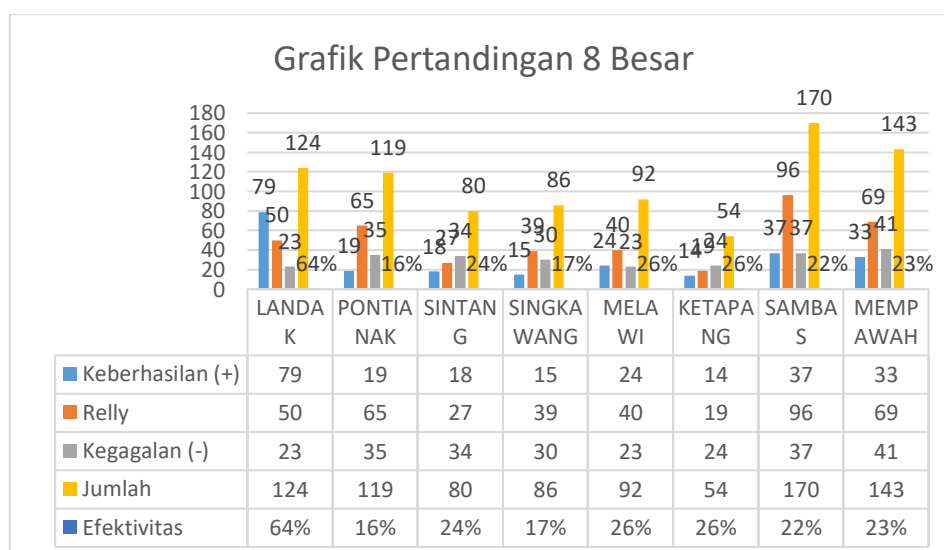 Grafik Pertandingan 8 Besar
180
160
140
120
100
80
60
40
20
0
79 50 23 124 64%
19 65 35 119 16%
18 27 34 80 24%
15 39 30 86 17%
24 40 23 92 26%
14 19 24 54 26%
37 96 37 170 22%
33 69 41 143 23%
LANDA PONTIA SINTAN SINGKA MELA KETAPA SAMBA MEMP
K NAK G WANG WI NG S AWAH
Keberhasilan (+) 79 19 18 15 24 14 37 33
Relly 50 65 27 39 40 19 96 69
Kegagalan (-) 23 35 34 30 23 24 37 41
Jumlah 124 119 80 86 92 54 170 143
Efektivitas 64% 16% 24% 17% 26% 26% 22% 23%